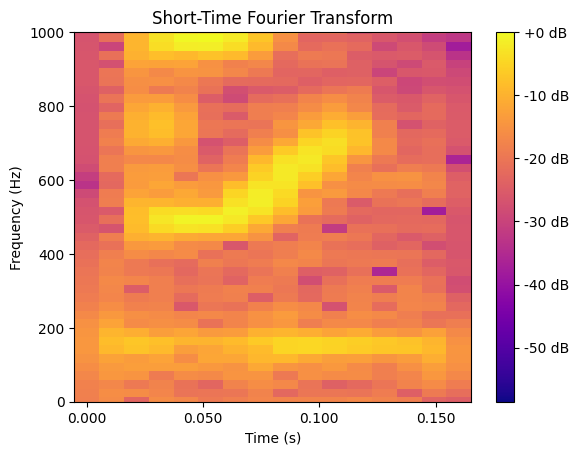 Short-Time Fourier Transform
Frequency (Hz)
1000
800
600
400
200
0
0.000
0.050
0.100
0.150
Time (s)
+0 dB
-10 dB
-20 dB
-30 dB
-40 dB
-50 dB